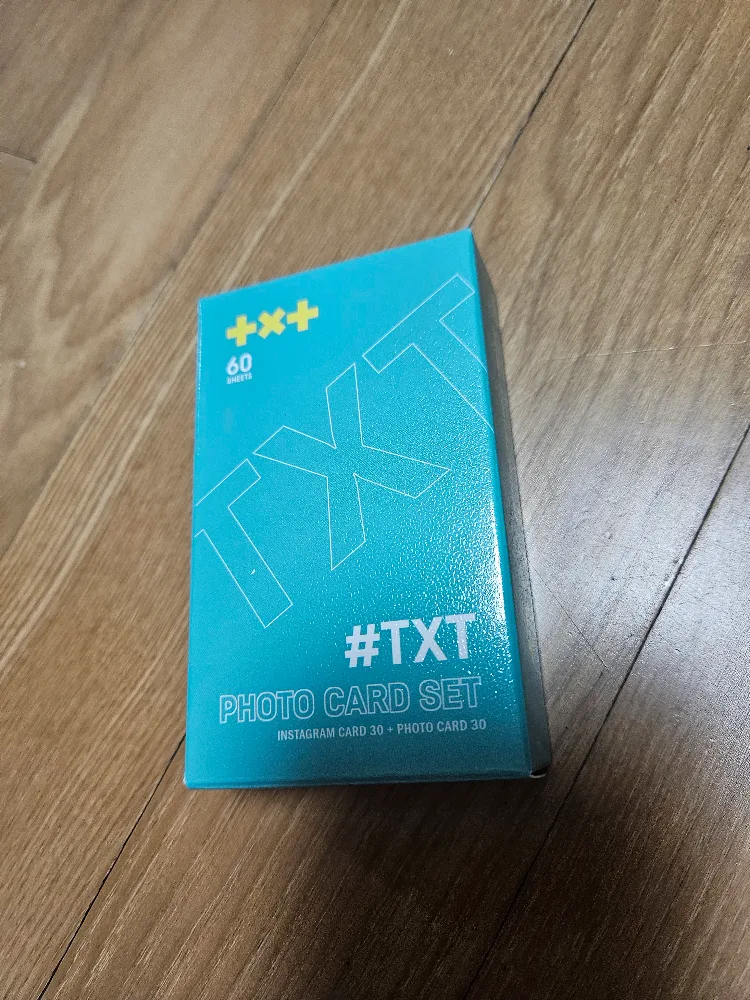 +×+
60
SHEETS
TXT
#TXT
PHOTO CARD SET
INSTAGRAM CARD 30 + PHOTO CARD 30